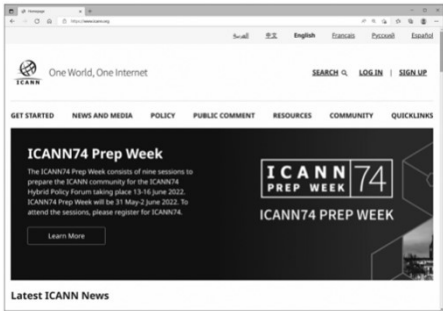 Homepage
https://www.icann.org
العربية 中文 English Français Русский Español
ICANN
One World, One Internet
SEARCH LOG IN | SIGN UP
GET STARTED NEWS AND MEDIA POLICY PUBLIC COMMENT RESOURCES COMMUNITY QUICKLINKS
ICANN74 Prep Week
The ICANN74 Prep Week consists of nine sessions to
prepare the ICANN community for the ICANN74
Hybrid Policy Forum taking place 13-16 June 2022.
ICANN74 Prep Week will be 31 May-2 June 2022. To
attend the sessions, please register for ICANN74.
Learn More
ICANN
PREP WEEK 74
ICANN74 PREP WEEK
Latest ICANN News